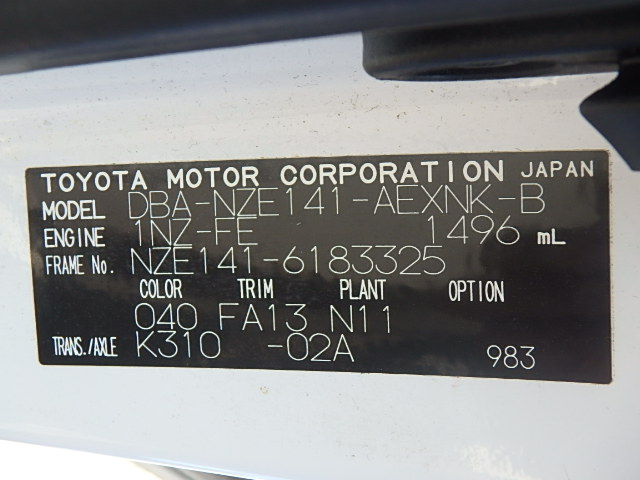 TOYOTA MOTOR CORPORATION JAPAN
MODEL DBA-NZE141-AEXNK-B
ENGINE 1NZ-FE 1496 mL
FRAME No. NZE141-6183325
COLOR TRIM PLANT OPTION
040 FA13 N11
TRANS./AXLE K310 -02A 983